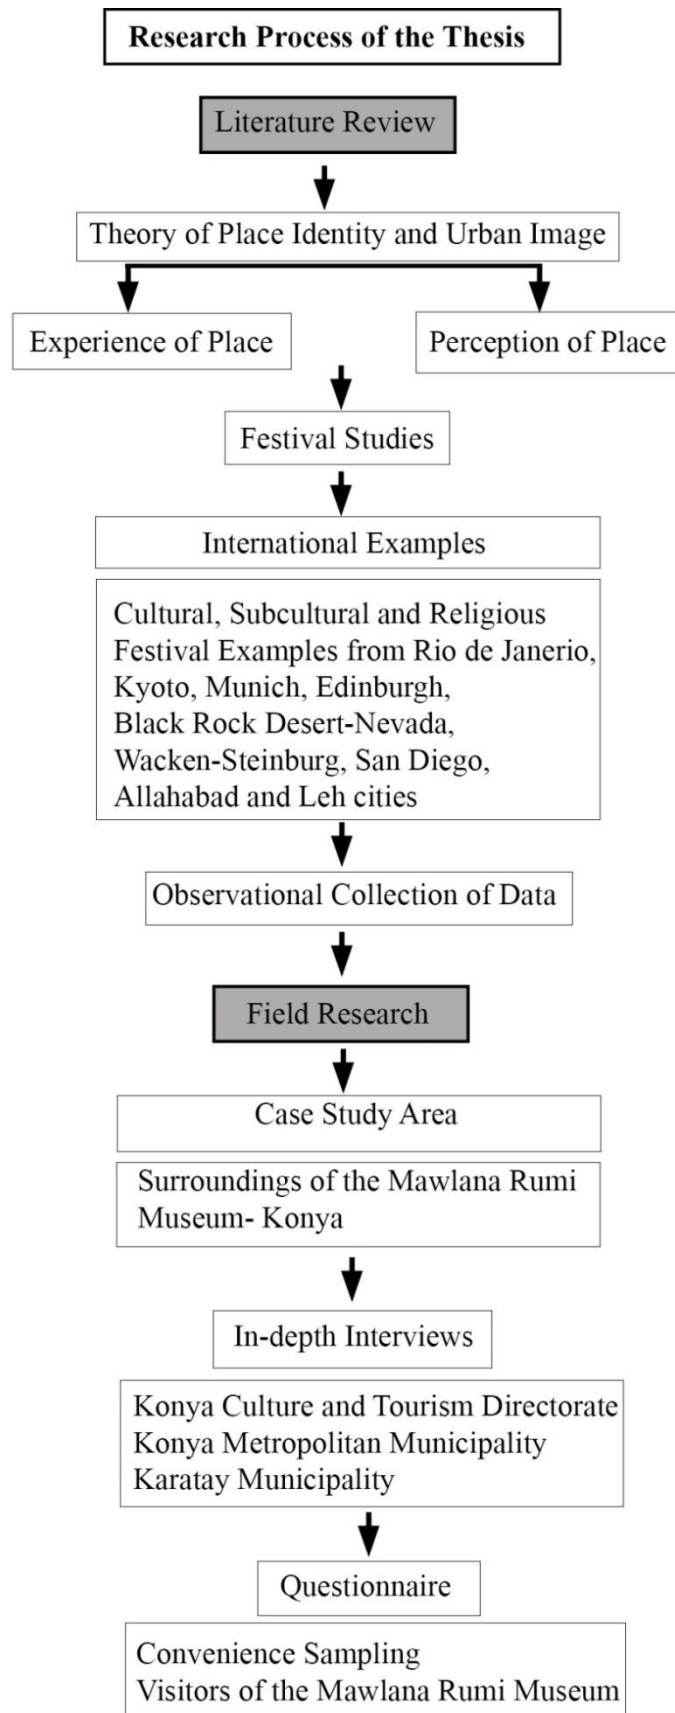 Research Process of the Thesis
Literature Review
Theory of Place Identity and Urban Image
Experience of Place
Perception of Place
Festival Studies
International Examples
Cultural, Subcultural and Religious
Festival Examples from Rio de Janerio,
Kyoto, Munich, Edinburgh,
Black Rock Desert-Nevada,
Wacken-Steinburg, San Diego,
Allahabad and Leh cities
Observational Collection of Data
Field Research
Case Study Area
Surroundings of the Mawlana Rumi
Museum- Konya
In-depth Interviews
Konya Culture and Tourism Directorate
Konya Metropolitan Municipality
Karatay Municipality
Questionnaire
Convenience Sampling
Visitors of the Mawlana Rumi Museum